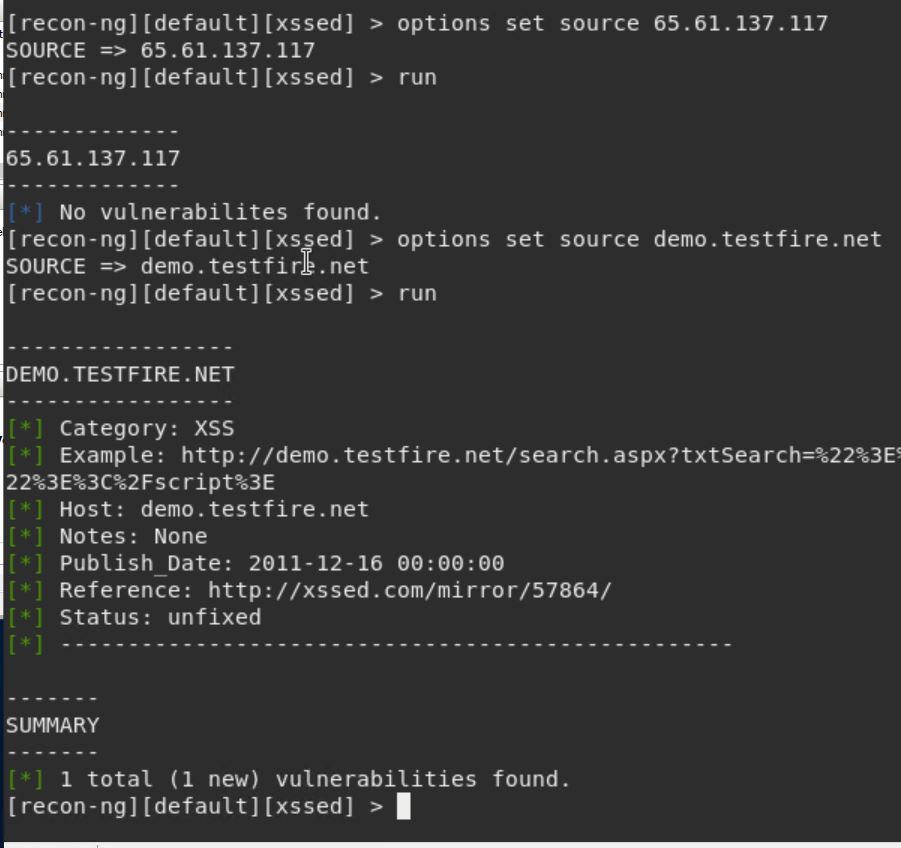 [recon-ng][default][xssed] > options set source 65.61.137.117
SOURCE => 65.61.137.117
[recon-ng][default][xssed] > run
-------------
65.61.137.117
-------------
[*] No vulnerabilites found.
[recon-ng][default][xssed] > options set source demo.testfire.net
SOURCE => demo.testfire.net
[recon-ng][default][xssed] > run
-----------------
DEMO.TESTFIRE.NET
-----------------
[*] Category: XSS
[*] Example: http://demo.testfire.net/search.aspx?txtSearch=%22%3E%
22%3E%3C%2Fscript%3E
[*] Host: demo.testfire.net
[*] Notes: None
[*] Publish_Date: 2011-12-16 00:00:00
[*] Reference: http://xssed.com/mirror/57864/
[*] Status: unfixed
[*] --------------------------------------------------
-------
SUMMARY
-------
[*] 1 total (1 new) vulnerabilities found.
[recon-ng][default][xssed] >